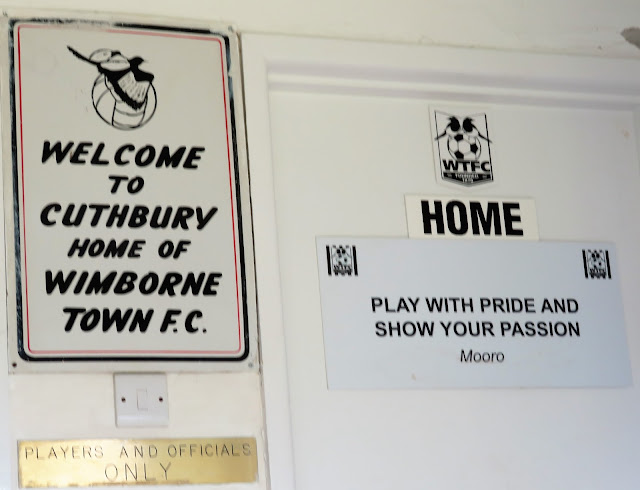 WELCOME
TO
CUTHBURY
HOME OF
WIMBORNE
TOWN F.C.
PLAYERS AND OFFICIALS
ONLY
WTFC
HOME
PLAY WITH PRIDE AND
SHOW YOUR PASSION
Mooro